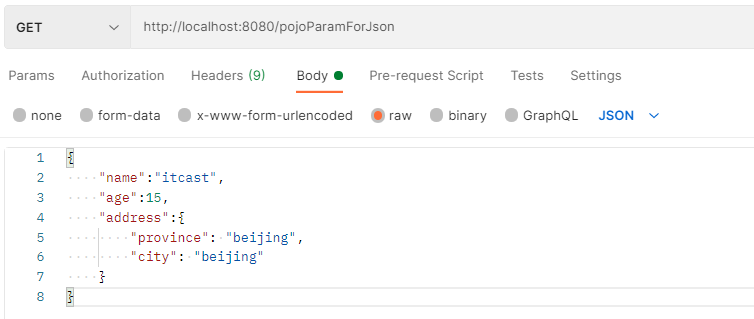 GET http://localhost:8080/pojoParamForJson
Params Authorization Headers (9) Body Pre-request Script Tests Settings
none form-data x-www-form-urlencoded raw binary GraphQL JSON
1 {
2 "name":"itcast",
3 "age":15,
4 "address":{
5 "province": "beijing",
6 "city": "beijing"
7 }
8 }